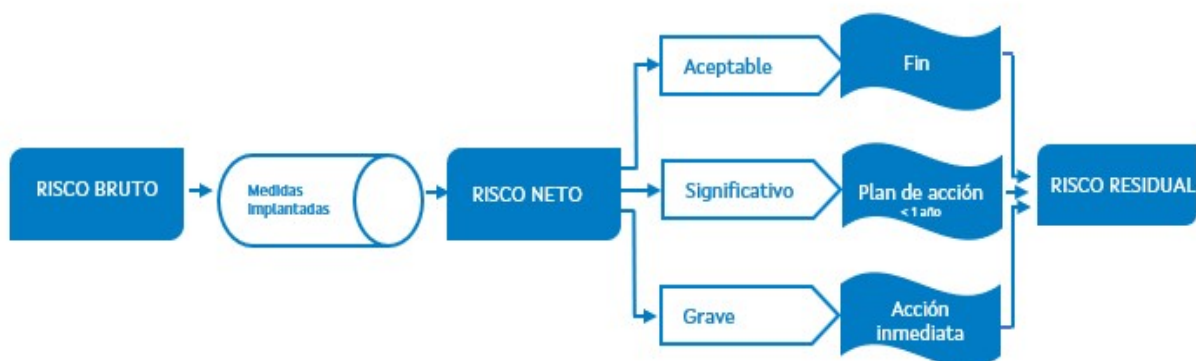 RISCO BRUTO
Medidas
Implantadas
RISCO NETO
Aceptable
Fin
Significativo
Plan de acción
< 1 año
Grave
Acción
inmediata
RISCO RESIDUAL